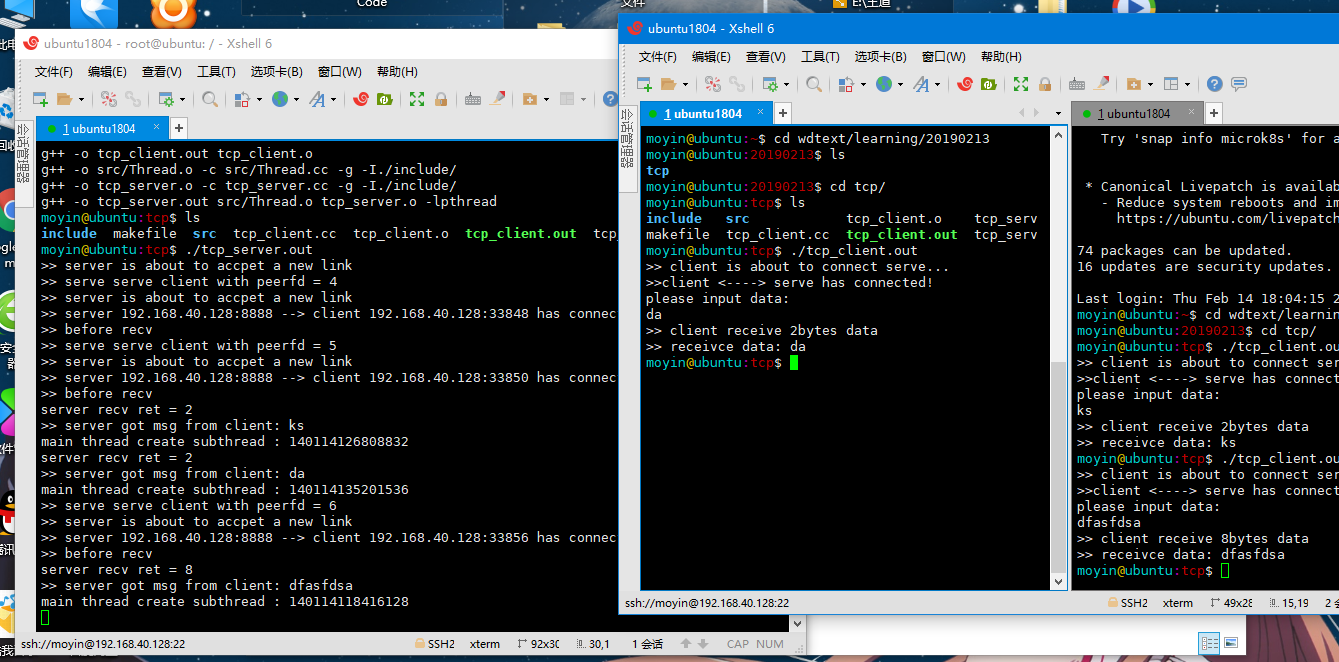 Code
文件
E:\王道
ubuntu1804 - root@ubuntu: / - Xshell 6
文件(F) 编辑(E) 查看(V) 工具(T) 选项卡(B) 窗口(W) 帮助(H)
会话管理器
1 ubuntu1804 × +
g++ -o tcp_client.out tcp_client.o
g++ -o src/Thread.o -c src/Thread.cc -g -I./include/
g++ -o tcp_server.o -c tcp_server.cc -g -I./include/
g++ -o tcp_server.out src/Thread.o tcp_server.o -lpthread
moyin@ubuntu:tcp$ ls
include makefile src tcp_client.cc tcp_client.o tcp_client.out tcp_
moyin@ubuntu:tcp$ ./tcp_server.out
>> server is about to accpet a new link
>> serve serve client with peerfd = 4
>> server is about to accpet a new link
>> server 192.168.40.128:8888 --> client 192.168.40.128:33848 has connec
>> before recv
>> serve serve client with peerfd = 5
>> server is about to accpet a new link
>> server 192.168.40.128:8888 --> client 192.168.40.128:33850 has connec
>> before recv
server recv ret = 2
>> server got msg from client: ks
main thread create subthread : 140114126808832
server recv ret = 2
>> server got msg from client: da
main thread create subthread : 140114135201536
>> serve serve client with peerfd = 6
>> server is about to accpet a new link
>> server 192.168.40.128:8888 --> client 192.168.40.128:33856 has connec
>> before recv
server recv ret = 8
>> server got msg from client: dfasfdsa
main thread create subthread : 140114118416128
ssh://moyin@192.168.40.128:22 SSH2 xterm 92x30 30,1 1 会话 CAP NUM
ubuntu1804 - Xshell 6
文件(F) 编辑(E) 查看(V) 工具(T) 选项卡(B) 窗口(W) 帮助(H)
会话管理器
1 ubuntu1804 × +
moyin@ubuntu:~$ cd wdtext/learning/20190213
moyin@ubuntu:20190213$ ls
tcp
moyin@ubuntu:20190213$ cd tcp/
moyin@ubuntu:tcp$ ls
include src tcp_client.o tcp_serv
makefile tcp_client.cc tcp_client.out tcp_serv
moyin@ubuntu:tcp$ ./tcp_client.out
>> client is about to connect serve...
>>client <----> serve has connected!
please input data:
da
>> client receive 2bytes data
>> receivce data: da
moyin@ubuntu:tcp$
1 ubuntu1804 × +
Try 'snap info microk8s' for a
* Canonical Livepatch is availab
- Reduce system reboots and im
https://ubuntu.com/livepatch
74 packages can be updated.
16 updates are security updates.
Last login: Thu Feb 14 18:04:15 2
moyin@ubuntu:~$ cd wdtext/learnin
moyin@ubuntu:20190213$ cd tcp/
moyin@ubuntu:tcp$ ./tcp_client.ou
>> client is about to connect ser
>>client <----> serve has connect
please input data:
ks
>> client receive 2bytes data
>> receivce data: ks
moyin@ubuntu:tcp$ ./tcp_client.ou
>> client is about to connect ser
>>client <----> serve has connect
please input data:
dfasfdsa
>> client receive 8bytes data
>> receivce data: dfasfdsa
moyin@ubuntu:tcp$
ssh://moyin@192.168.40.128:22 SSH2 xterm 49x28 15,19 2